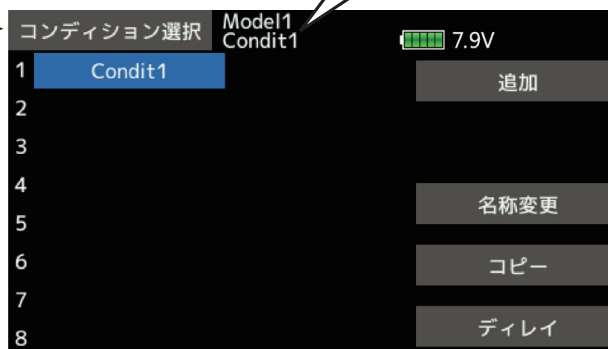 コンディション選択 Model1
Condit1
7.9V
1 Condit1
追加
2
3
4
名称変更
5
6
コピー
7
ディレイ
8